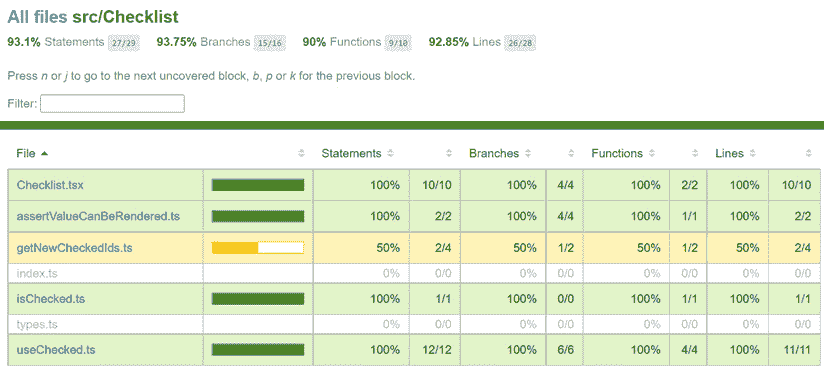 All files src/Checklist
93.1% Statements 27/29 93.75% Branches 15/16 90% Functions 9/10 92.85% Lines 26/28
Press n or j to go to the next uncovered block, b, p or k for the previous block.
Filter:
File Statements Branches Functions Lines
Checklist.tsx 100% 10/10 100% 4/4 100% 2/2 100% 10/10
assertValueCanBeRendered.ts 100% 2/2 100% 4/4 100% 1/1 100% 2/2
getNewCheckedIds.ts 50% 2/4 50% 1/2 50% 1/2 50% 2/4
index.ts 0% 0/0 0% 0/0 0% 0/0 0% 0/0
isChecked.ts 100% 1/1 100% 0/0 100% 1/1 100% 1/1
types.ts 0% 0/0 0% 0/0 0% 0/0 0% 0/0
useChecked.ts 100% 12/12 100% 6/6 100% 4/4 100% 11/11